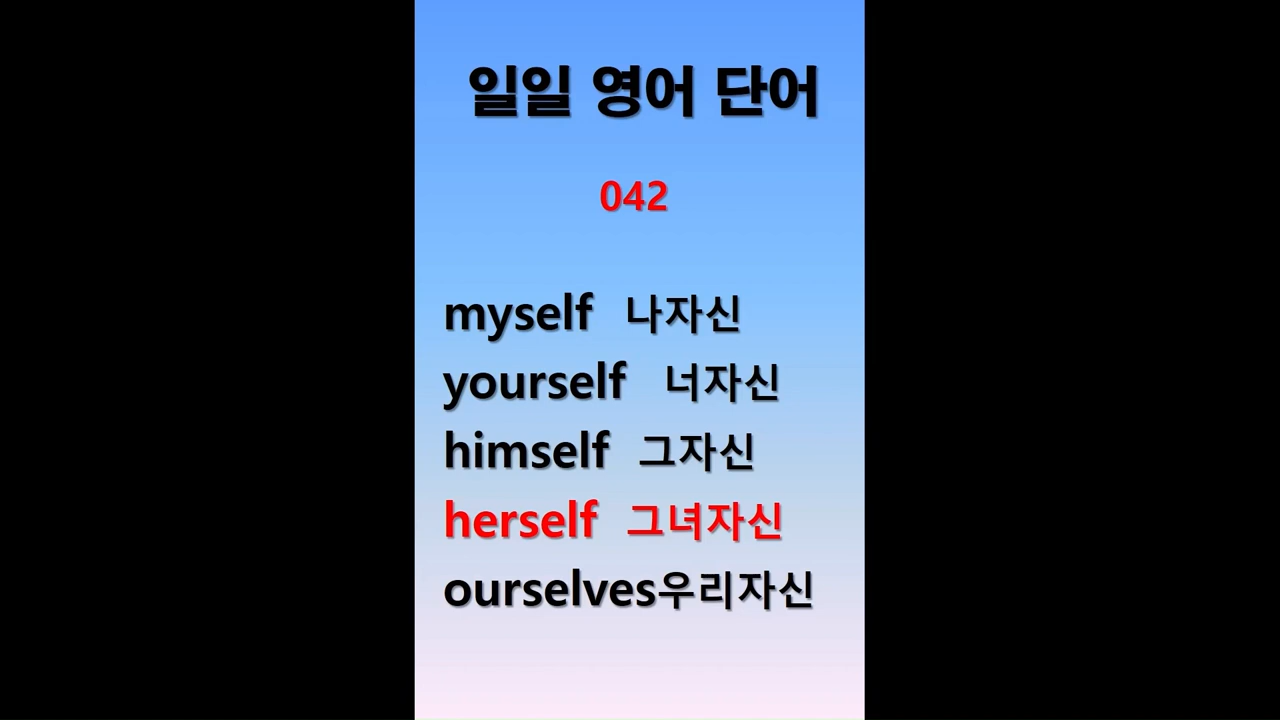 일일 영어 단어
042
myself 나자신
yourself 너자신
himself 그자신
herself 그녀자신
ourselves우리자신